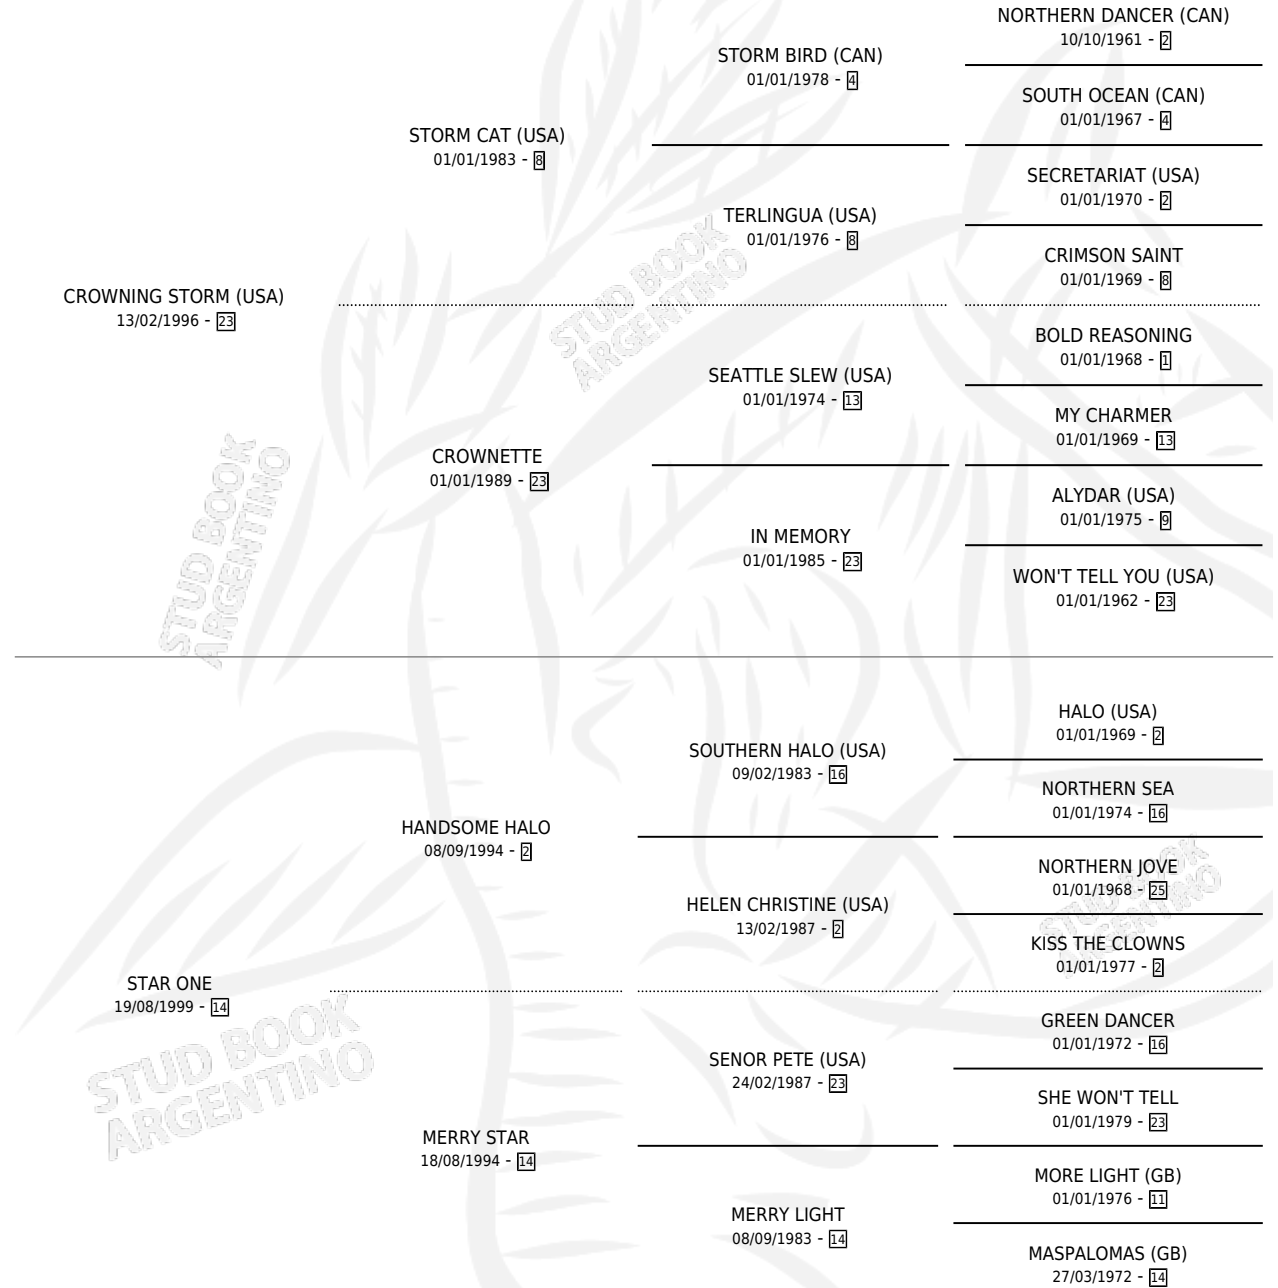 NORTHERN DANCER (CAN)
10/10/1961 - 2
STORM BIRD (CAN)
01/01/1978 - 4
SOUTH OCEAN (CAN)
01/01/1967 - 4
STORM CAT (USA)
01/01/1983 - 8
SECRETARIAT (USA)
01/01/1970 - 2
TERLINGUA (USA)
01/01/1976 - 8
CRIMSON SAINT
01/01/1969 - 8
CROWNING STORM (USA)
13/02/1996 - 23
STUD BOOK
ARGENTINO
BOLD REASONING
01/01/1968 - 1
SEATTLE SLEW (USA)
01/01/1974 - 13
MY CHARMER
01/01/1969 - 13
CROWNETTE
01/01/1989 - 23
ALYDAR (USA)
01/01/1975 - 9
IN MEMORY
01/01/1985 - 23
WON'T TELL YOU (USA)
01/01/1962 - 23
STUD BOOK
ARGENTINO
HALO (USA)
01/01/1969 - 2
SOUTHERN HALO (USA)
09/02/1983 - 16
NORTHERN SEA
01/01/1974 - 16
HANDSOME HALO
08/09/1994 - 2
NORTHERN JOVE
01/01/1968 - 25
HELEN CHRISTINE (USA)
13/02/1987 - 2
KISS THE CLOWNS
01/01/1977 - 2
STUD BOOK
ARGENTINO
STAR ONE
19/08/1999 - 14
GREEN DANCER
01/01/1972 - 16
SENOR PETE (USA)
24/02/1987 - 23
SHE WON'T TELL
01/01/1979 - 23
STUD BOOK
ARGENTINO
MERRY STAR
18/08/1994 - 14
MORE LIGHT (GB)
01/01/1976 - 11
MERRY LIGHT
08/09/1983 - 14
MASPALOMAS (GB)
27/03/1972 - 14